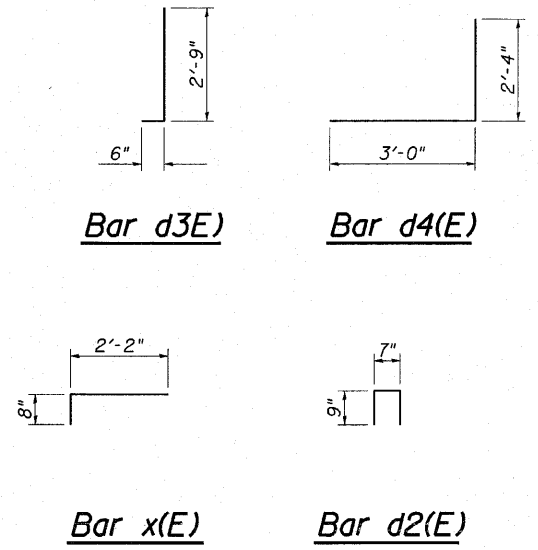 2'-9"
6"
Bar d3E)
2'-4"
3'-0"
Bar d4(E)
2'-2"
8"
Bar x(E)
7"
9"
Bar d2(E)